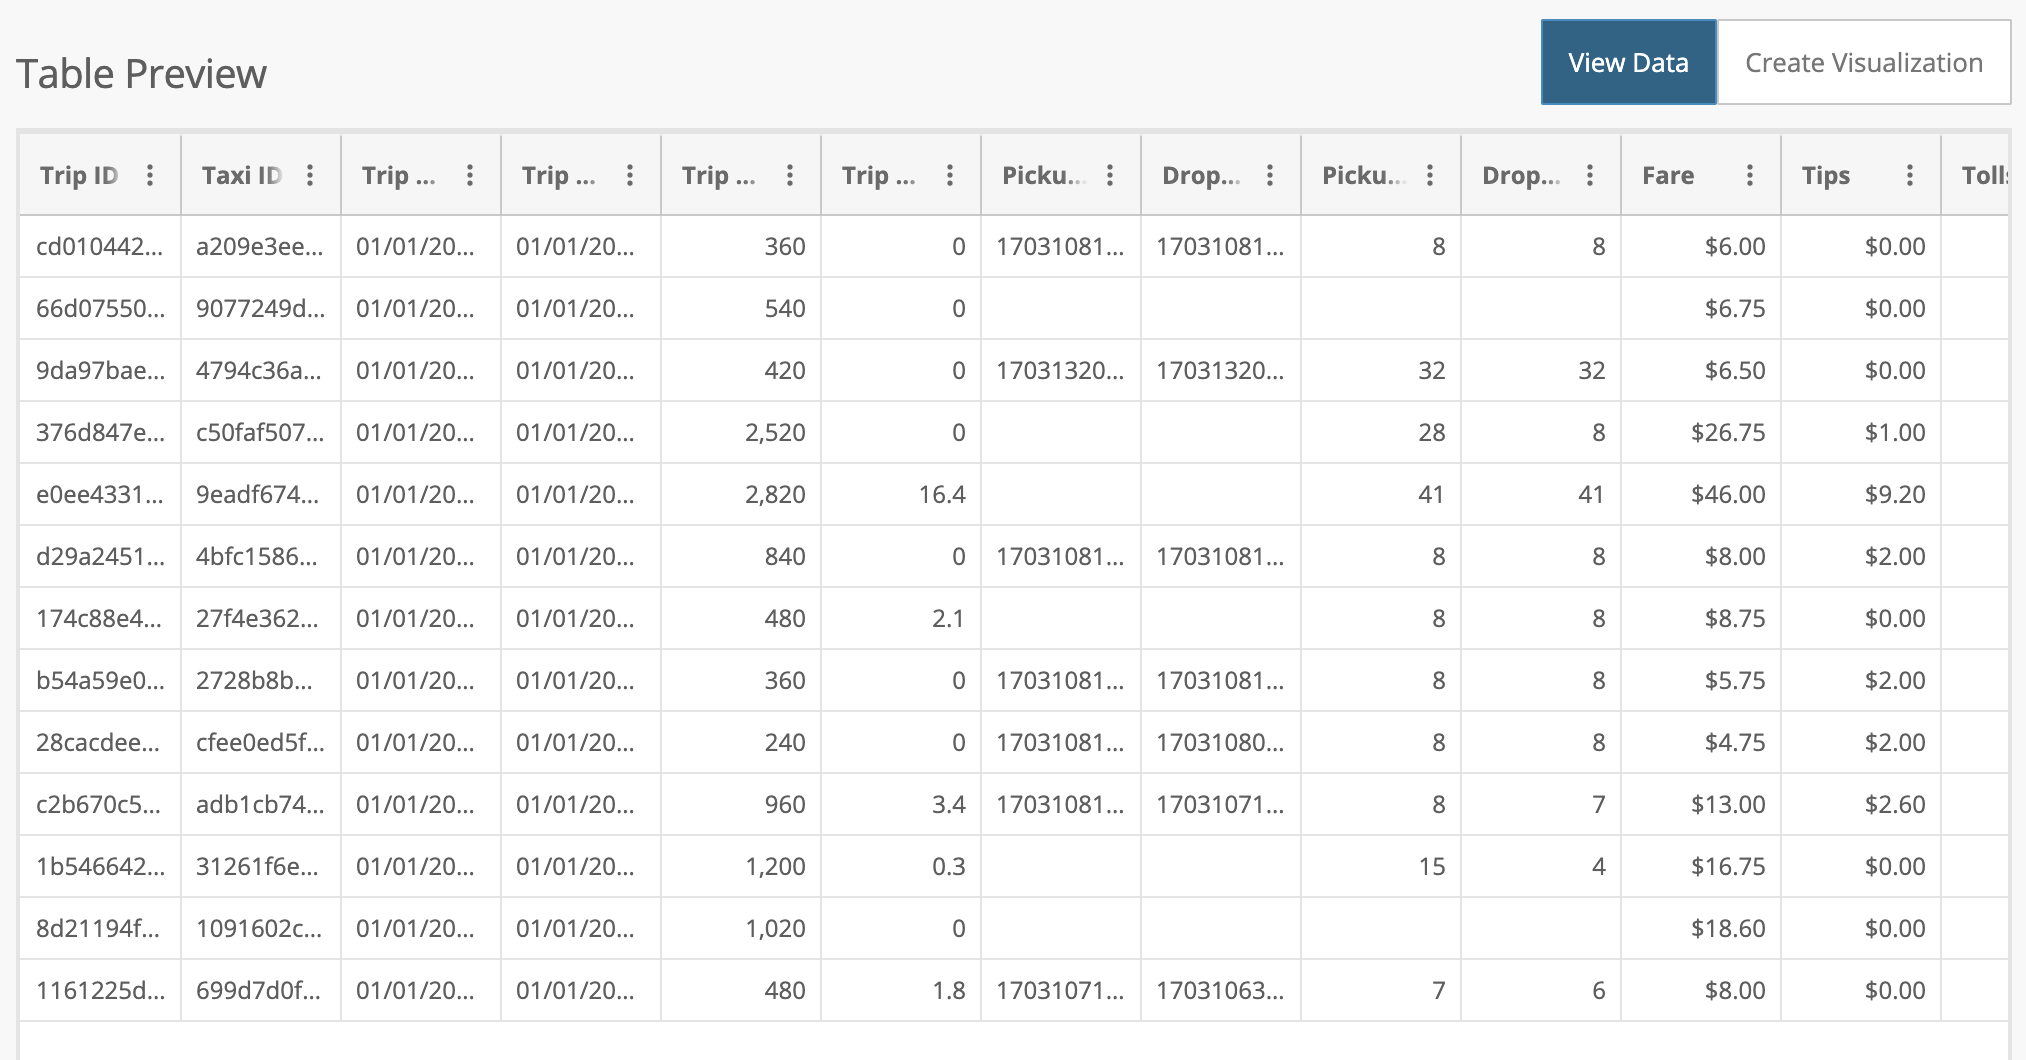 View Data Create Visualization
Table Preview
Trip ID Taxi ID Trip ... Trip ... Trip ... Trip ... Picku... Drop... Picku... Drop... Fare Tips Tolls
cd010442... a209e3ee... 01/01/20... 01/01/20... 360 0 17031081... 17031081... 8 8 $6.00 $0.00
66d07550... 9077249d... 01/01/20... 01/01/20... 540 0 $6.75 $0.00
9da97bae... 4794c36a... 01/01/20... 01/01/20... 420 0 17031320... 17031320... 32 32 $6.50 $0.00
376d847e... c50faf507... 01/01/20... 01/01/20... 2,520 0 28 8 $26.75 $1.00
e0ee4331... 9eadf674... 01/01/20... 01/01/20... 2,820 16.4 41 41 $46.00 $9.20
d29a2451... 4bfc1586... 01/01/20... 01/01/20... 840 0 17031081... 17031081... 8 8 $8.00 $2.00
174c88e4... 27f4e362... 01/01/20... 01/01/20... 480 2.1 8 8 $8.75 $0.00
b54a59e0... 2728b8b... 01/01/20... 01/01/20... 360 0 17031081... 17031081... 8 8 $5.75 $2.00
28cacdee... cfee0ed5f... 01/01/20... 01/01/20... 240 0 17031081... 17031080... 8 8 $4.75 $2.00
c2b670c5... adb1cb74... 01/01/20... 01/01/20... 960 3.4 17031081... 17031071... 8 7 $13.00 $2.60
1b546642... 31261f6e... 01/01/20... 01/01/20... 1,200 0.3 15 4 $16.75 $0.00
8d21194f... 1091602c... 01/01/20... 01/01/20... 1,020 0 $18.60 $0.00
1161225d... 699d7d0f... 01/01/20... 01/01/20... 480 1.8 17031071... 17031063... 7 6 $8.00 $0.00